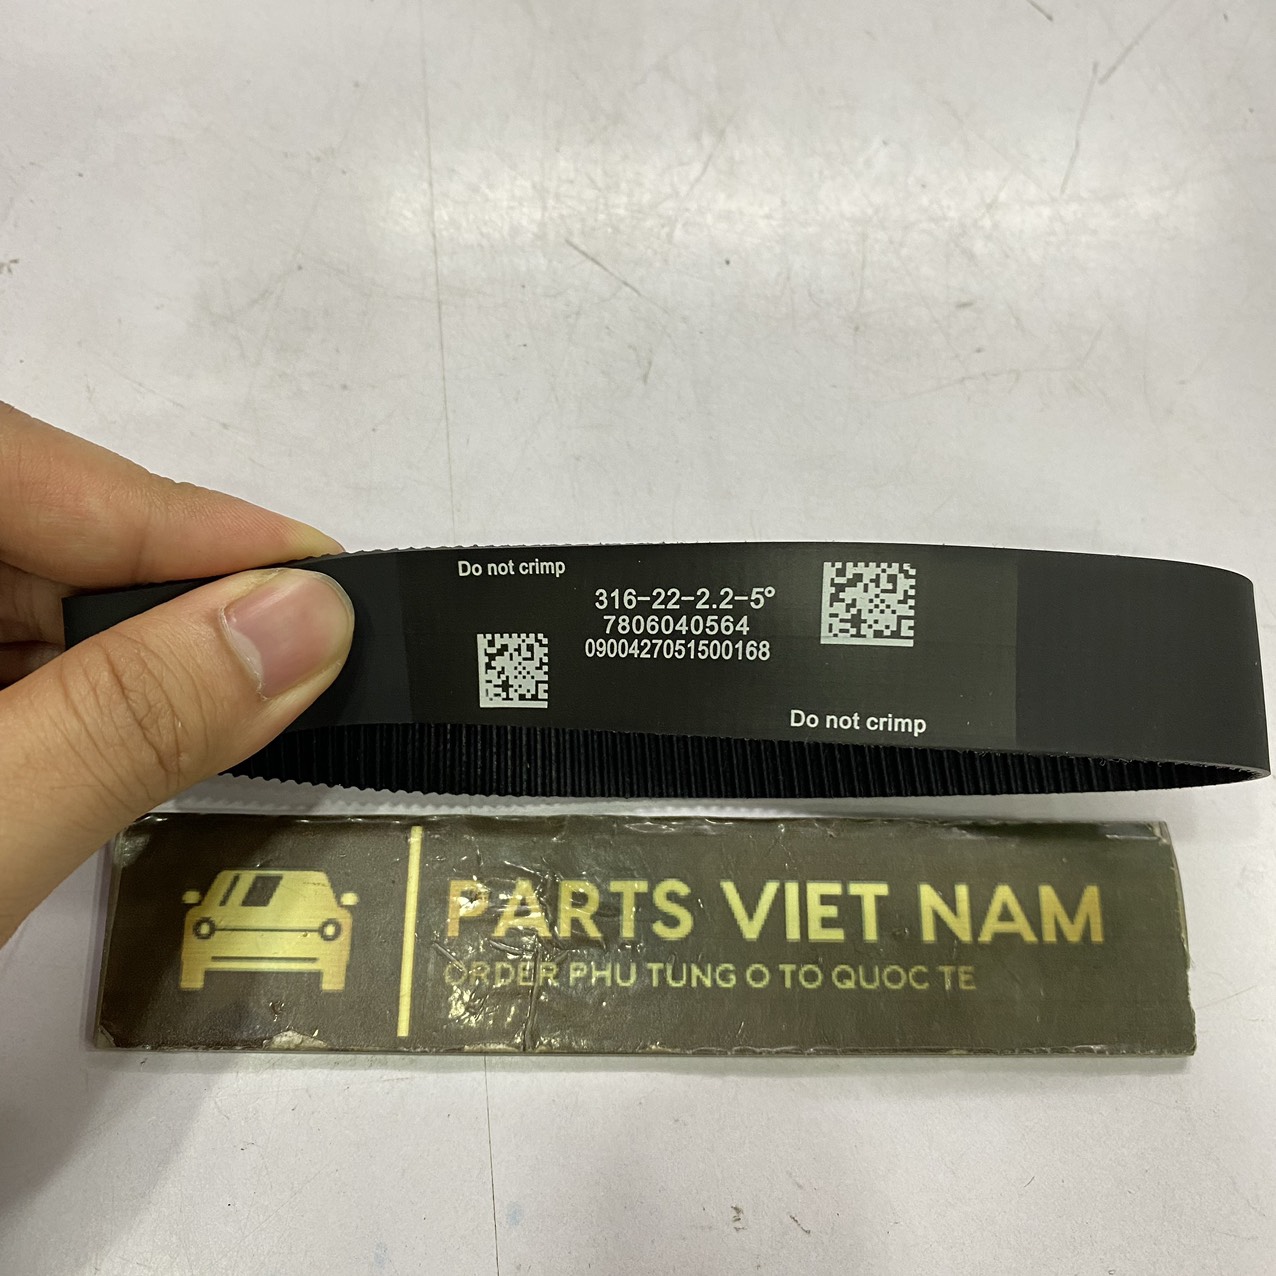 Do not crimp
316-22-2.2-5°
7806040564
0900427051500168
Do not crimp
PARTS VIET NAM
ORDER PHU TUNG O TO QUOC TE